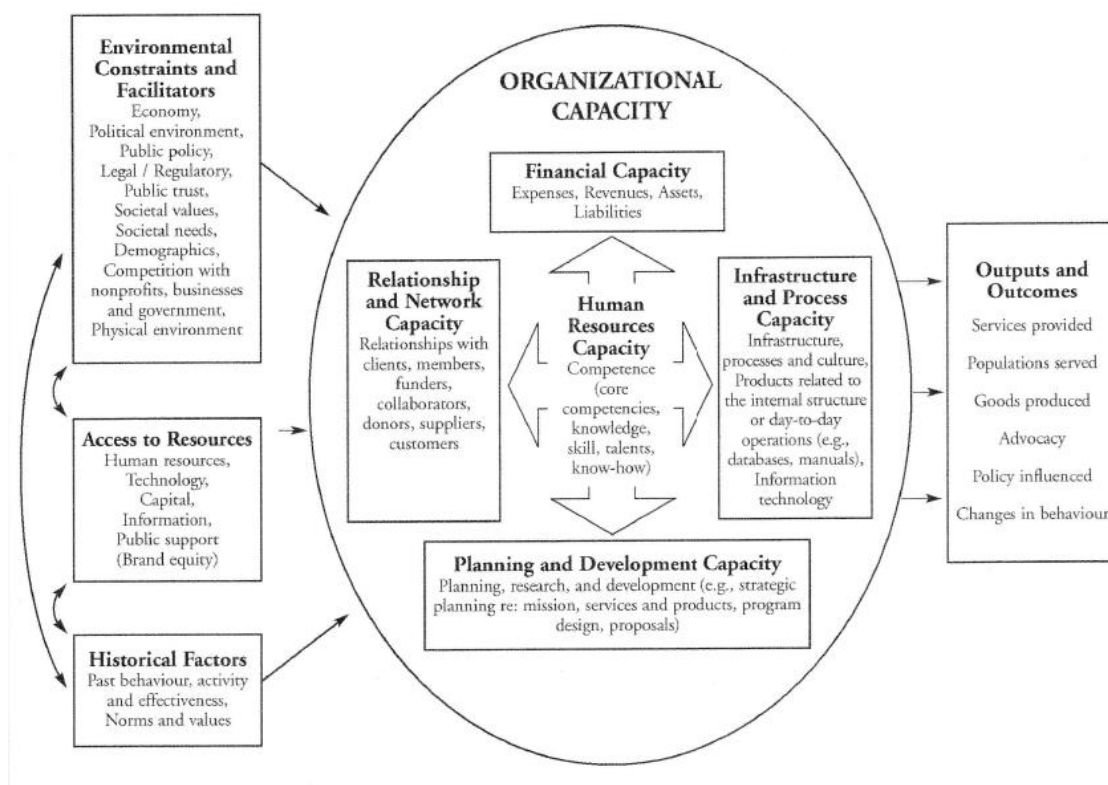 Environmental
Constraints and
Facilitators
Economy,
Political environment,
Public policy,
Legal / Regulatory,
Public trust,
Societal values,
Societal needs,
Demographics,
Competition with
nonprofits, businesses
and government,
Physical environment
Access to Resources
Human resources,
Technology,
Capital,
Information,
Public support
(Brand equity)
Historical Factors
Past behaviour, activity
and effectiveness,
Norms and values
ORGANIZATIONAL
CAPACITY
Financial Capacity
Expenses, Revenues, Assets,
Liabilities
Relationship
and Network
Capacity
Relationships with
clients, members,
funders,
collaborators,
donors, suppliers,
customers
Human
Resources
Capacity
Competence
(core
competencies,
knowledge,
skill, talents,
know-how)
Infrastructure
and Process
Capacity
Infrastructure,
processes and culture,
Products related to
the internal structure
or day-to-day
operations (e.g.,
databases, manuals),
Information
technology
Planning and Development Capacity
Planning, research, and development (e.g., strategic
planning re: mission, services and products, program
design, proposals)
Outputs and
Outcomes
Services provided
Populations served
Goods produced
Advocacy
Policy influenced
Changes in behaviour